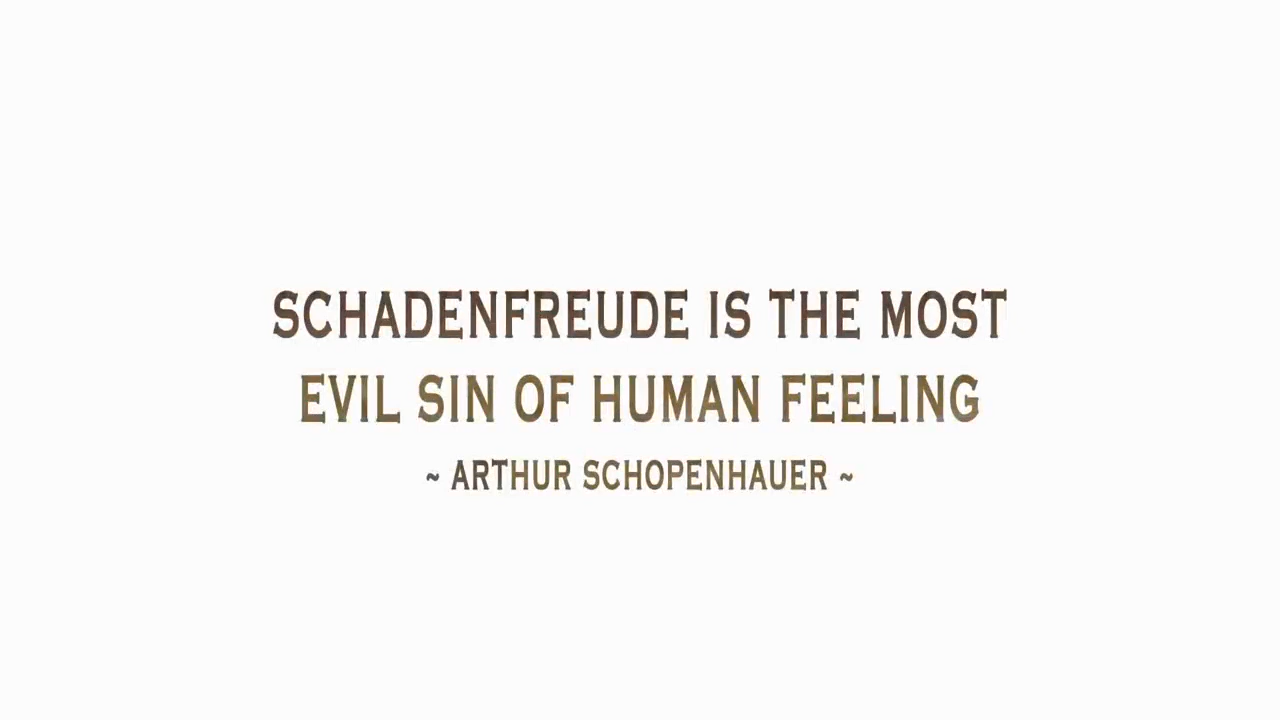 SCHADENFREUDE IS THE MOST
EVIL SIN OF HUMAN FEELING
~ ARTHUR SCHOPENHAUER ~